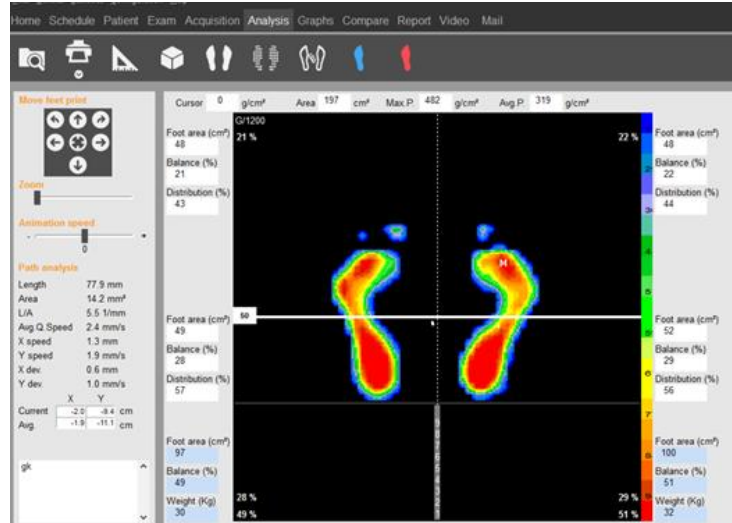 Home Schedule Patient Exam Acquisition Analysis Graphs Compare Report Video Mail
Move feet print
Zoom
Animation speed
- +
0
Path analysis
Length 77.9 mm
Area 14.2 mm²
L/A 5.5 1/mm
Avg.Q.Speed 2.4 mm/s
X speed 1.3 mm
Y speed 1.9 mm/s
X dev. 0.6 mm
Y dev. 1.0 mm/s
X Y
Current -2.0 -9.4 cm
Avg. -1.9 -11.1 cm
gk
Cursor 0 g/cm² Area 197 cm² Max.P. 482 g/cm² Avg.P. 319 g/cm²
Foot area (cm²)
48
Balance (%)
21
Distribution (%)
43
Foot area (cm²)
49
Balance (%)
28
Distribution (%)
57
Foot area (cm²)
97
Balance (%)
49
Weight (Kg)
30
G/1200
21 %
22 %
M
50
28 %
49 %
29 %
51 %
Foot area (cm²)
48
Balance (%)
22
Distribution (%)
44
Foot area (cm²)
52
Balance (%)
29
Distribution (%)
56
Foot area (cm²)
100
Balance (%)
51
Weight (Kg)
32